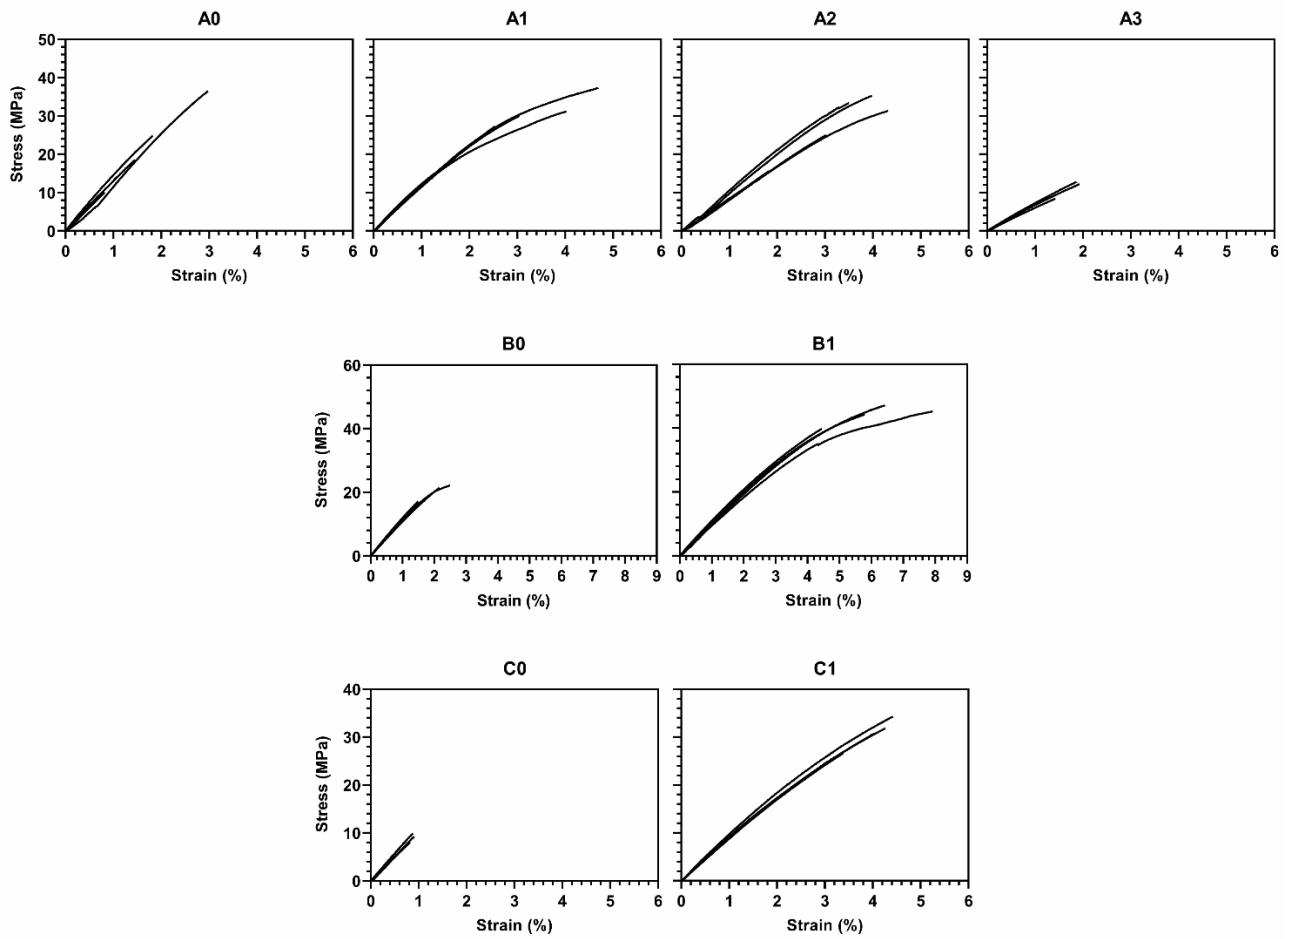 A0 A1 A2 A3
50
40
30
20
10
0
Stress (MPa)
0 1 2 3 4 5 6 0 1 2 3 4 5 6 0 1 2 3 4 5 6 0 1 2 3 4 5 6
Strain (%) Strain (%) Strain (%) Strain (%)
B0 B1
60
40
20
0
Stress (MPa)
0 1 2 3 4 5 6 7 8 9 0 1 2 3 4 5 6 7 8 9
Strain (%) Strain (%)
C0 C1
40
30
20
10
0
Stress (MPa)
0 1 2 3 4 5 6 0 1 2 3 4 5 6
Strain (%) Strain (%)